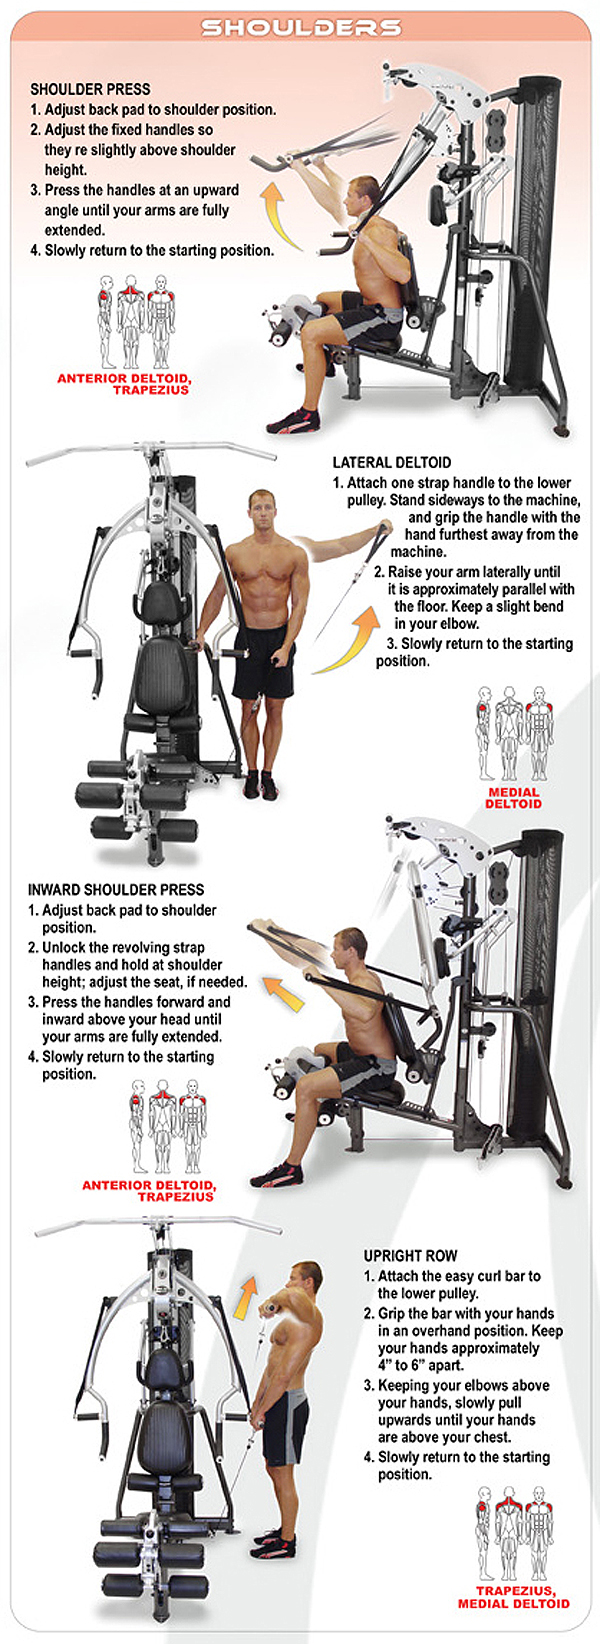 SHOULDERS
SHOULDER PRESS
1. Adjust back pad to shoulder position.
2. Adjust the fixed handles so
they re slightly above shoulder
height.
3. Press the handles at an upward
angle until your arms are fully
extended.
4. Slowly return to the starting position.
ANTERIOR DELTOID,
TRAPEZIUS
LATERAL DELTOID
1. Attach one strap handle to the lower
pulley. Stand sideways to the machine,
and grip the handle with the
hand furthest away from the
machine.
2. Raise your arm laterally until
it is approximately parallel with
the floor. Keep a slight bend
in your elbow.
3. Slowly return to the starting
position.
MEDIAL
DELTOID
INWARD SHOULDER PRESS
1. Adjust back pad to shoulder
position.
2. Unlock the revolving strap
handles and hold at shoulder
height; adjust the seat, if needed.
3. Press the handles forward and
inward above your head until
your arms are fully extended.
4. Slowly return to the starting
position.
ANTERIOR DELTOID,
TRAPEZIUS
UPRIGHT ROW
1. Attach the easy curl bar to
the lower pulley.
2. Grip the bar with your hands
in an overhand position. Keep
your hands approximately
4” to 6” apart.
3. Keeping your elbows above
your hands, slowly pull
upwards until your hands
are above your chest.
4. Slowly return to the starting
position.
TRAPEZIUS,
MEDIAL DELTOID